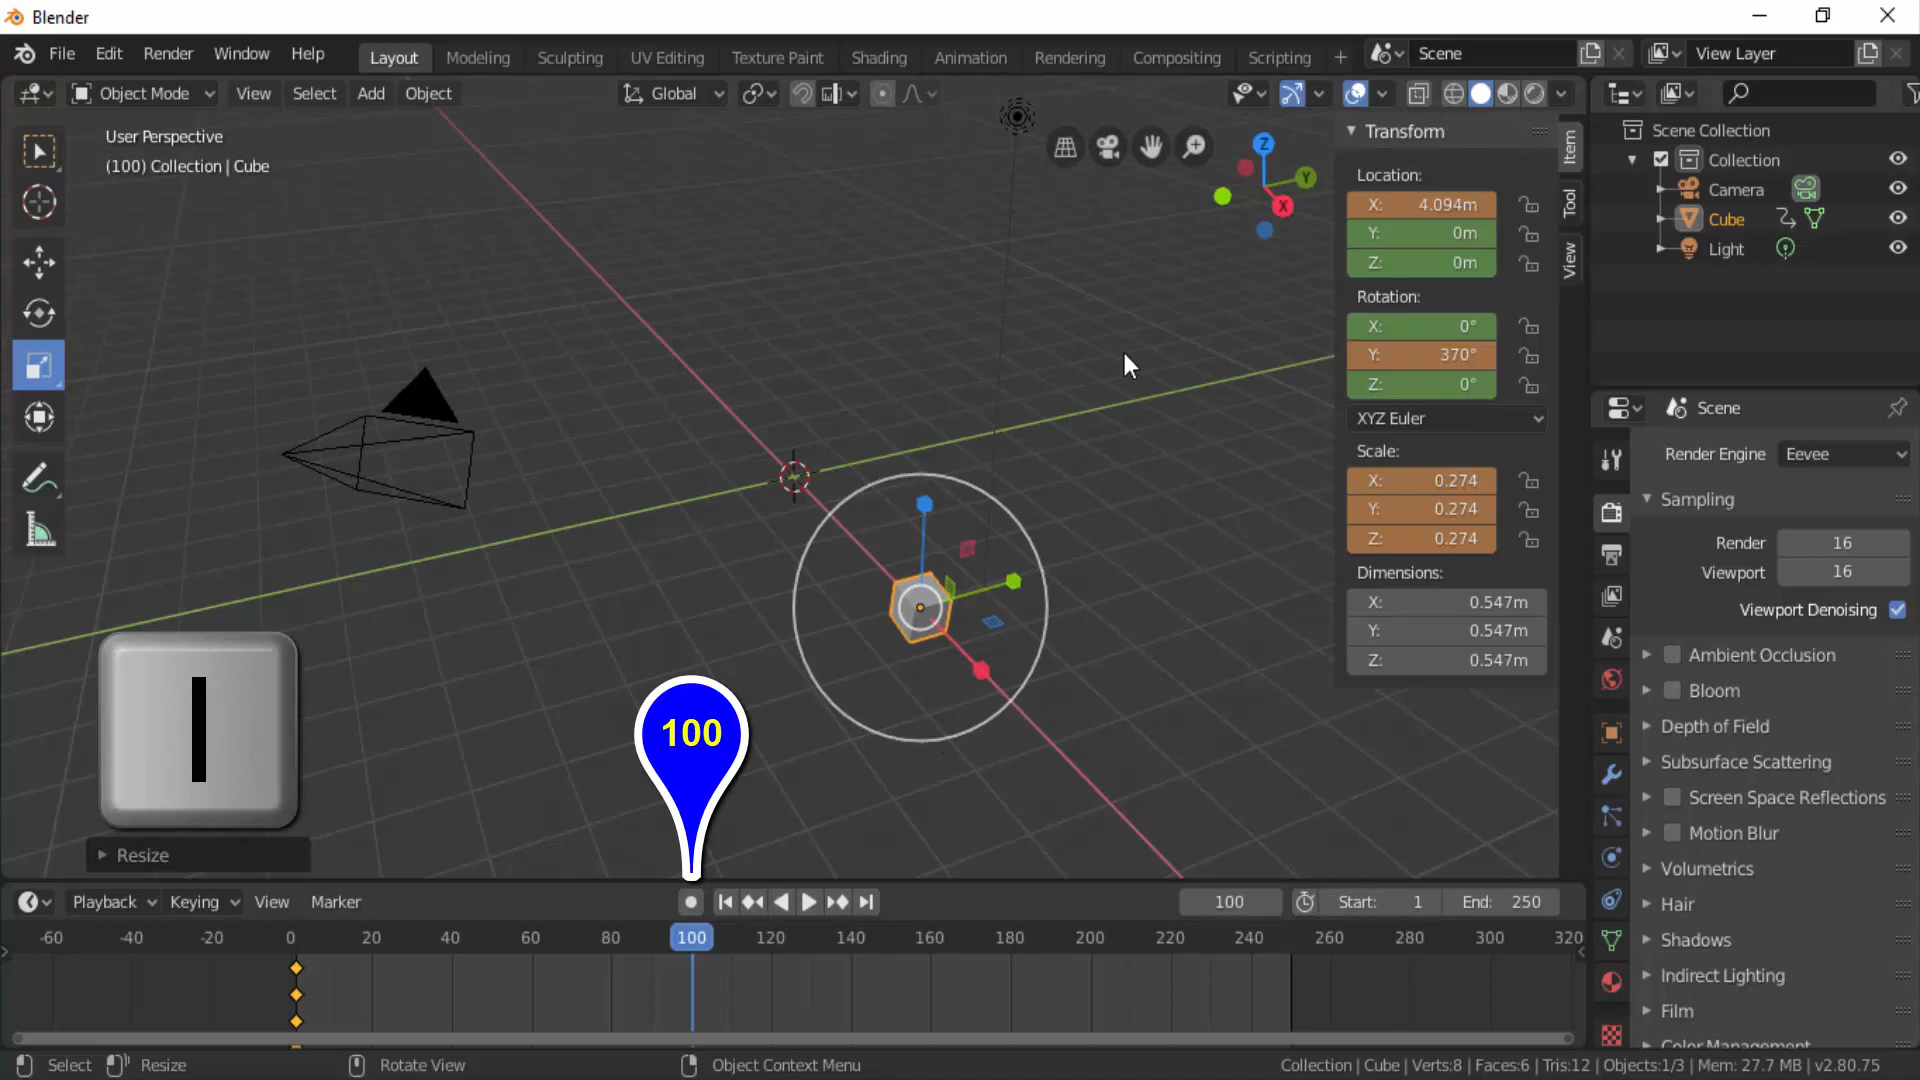 Blender
File Edit Render Window Help Layout Modeling Sculpting UV Editing Texture Paint Shading Animation Rendering Compositing Scripting + Scene View Layer
Object Mode View Select Add Object Global
User Perspective
(100) Collection | Cube
Z
Y
X
Transform
Location:
X: 4.094m
Y: 0m
Z: 0m
Rotation:
X: 0°
Y: 370°
Z: 0°
XYZ Euler
Scale:
X: 0.274
Y: 0.274
Z: 0.274
Dimensions:
X: 0.547m
Y: 0.547m
Z: 0.547m
Item
Tool
View
Scene Collection
Collection
Camera
Cube
Light
Scene
Render Engine Eevee
Sampling
Render 16
Viewport 16
Viewport Denoising
Ambient Occlusion
Bloom
Depth of Field
Subsurface Scattering
Screen Space Reflections
Motion Blur
Volumetrics
Hair
Shadows
Indirect Lighting
Film
Color Management
I
100
Resize
Playback Keying View Marker 100 Start: 1 End: 250
-60 -40 -20 0 20 40 60 80 100 120 140 160 180 200 220 240 260 280 300 320
Select Resize Rotate View Object Context Menu Collection | Cube | Verts:8 | Faces:6 | Tris:12 | Objects:1/3 | Mem: 27.7 MB | v2.80.75